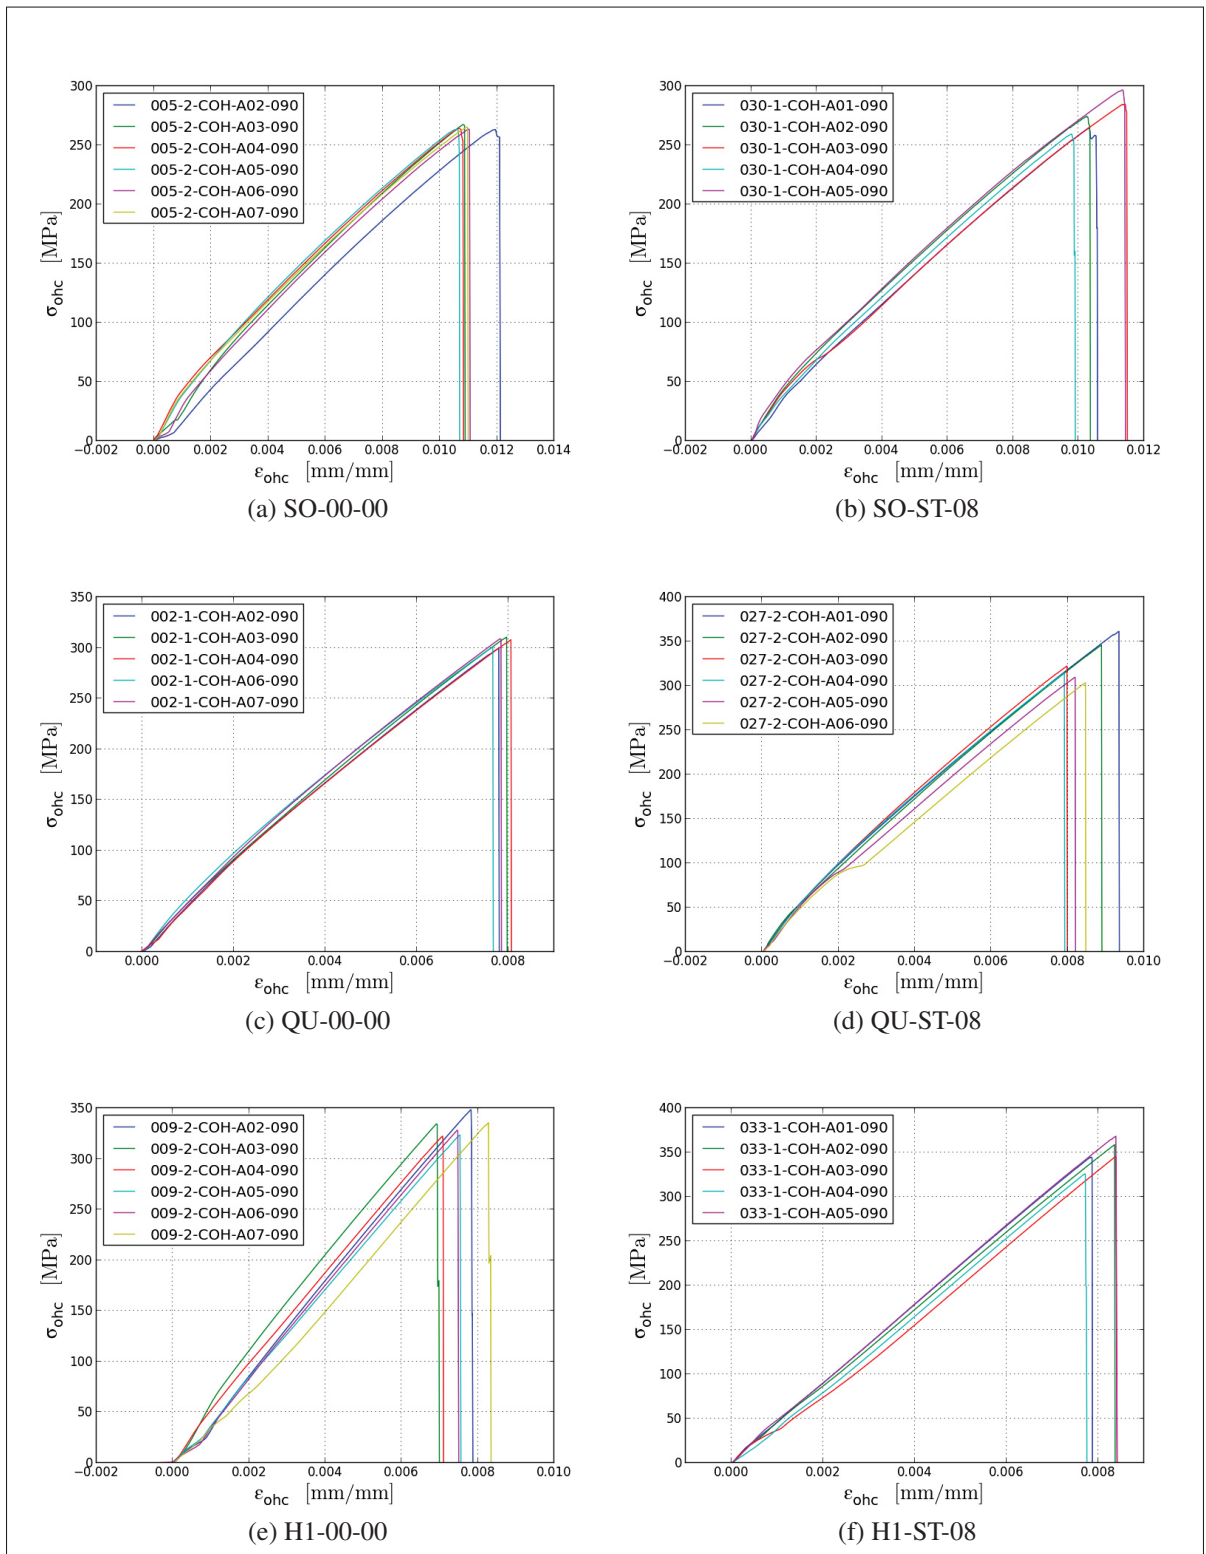 300
250
200
150
100
50
0
σohc [MPa]
005-2-COH-A02-090
005-2-COH-A03-090
005-2-COH-A04-090
005-2-COH-A05-090
005-2-COH-A06-090
005-2-COH-A07-090
−0.002 0.000 0.002 0.004 0.006 0.008 0.010 0.012 0.014
εohc [mm/mm]
(a) SO-00-00
300
250
200
150
100
50
0
σohc [MPa]
030-1-COH-A01-090
030-1-COH-A02-090
030-1-COH-A03-090
030-1-COH-A04-090
030-1-COH-A05-090
−0.002 0.000 0.002 0.004 0.006 0.008 0.010 0.012
εohc [mm/mm]
(b) SO-ST-08
350
300
250
200
150
100
50
0
σohc [MPa]
002-1-COH-A02-090
002-1-COH-A03-090
002-1-COH-A04-090
002-1-COH-A06-090
002-1-COH-A07-090
0.000 0.002 0.004 0.006 0.008
εohc [mm/mm]
(c) QU-00-00
400
350
300
250
200
150
100
50
0
σohc [MPa]
027-2-COH-A01-090
027-2-COH-A02-090
027-2-COH-A03-090
027-2-COH-A04-090
027-2-COH-A05-090
027-2-COH-A06-090
−0.002 0.000 0.002 0.004 0.006 0.008 0.010
εohc [mm/mm]
(d) QU-ST-08
350
300
250
200
150
100
50
0
σohc [MPa]
009-2-COH-A02-090
009-2-COH-A03-090
009-2-COH-A04-090
009-2-COH-A05-090
009-2-COH-A06-090
009-2-COH-A07-090
−0.002 0.000 0.002 0.004 0.006 0.008 0.010
εohc [mm/mm]
(e) H1-00-00
400
350
300
250
200
150
100
50
0
σohc [MPa]
033-1-COH-A01-090
033-1-COH-A02-090
033-1-COH-A03-090
033-1-COH-A04-090
033-1-COH-A05-090
0.000 0.002 0.004 0.006 0.008
εohc [mm/mm]
(f) H1-ST-08